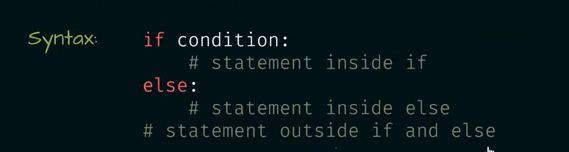 Syntax: if condition:
# statement inside if
else:
# statement inside else
# statement outside if and else